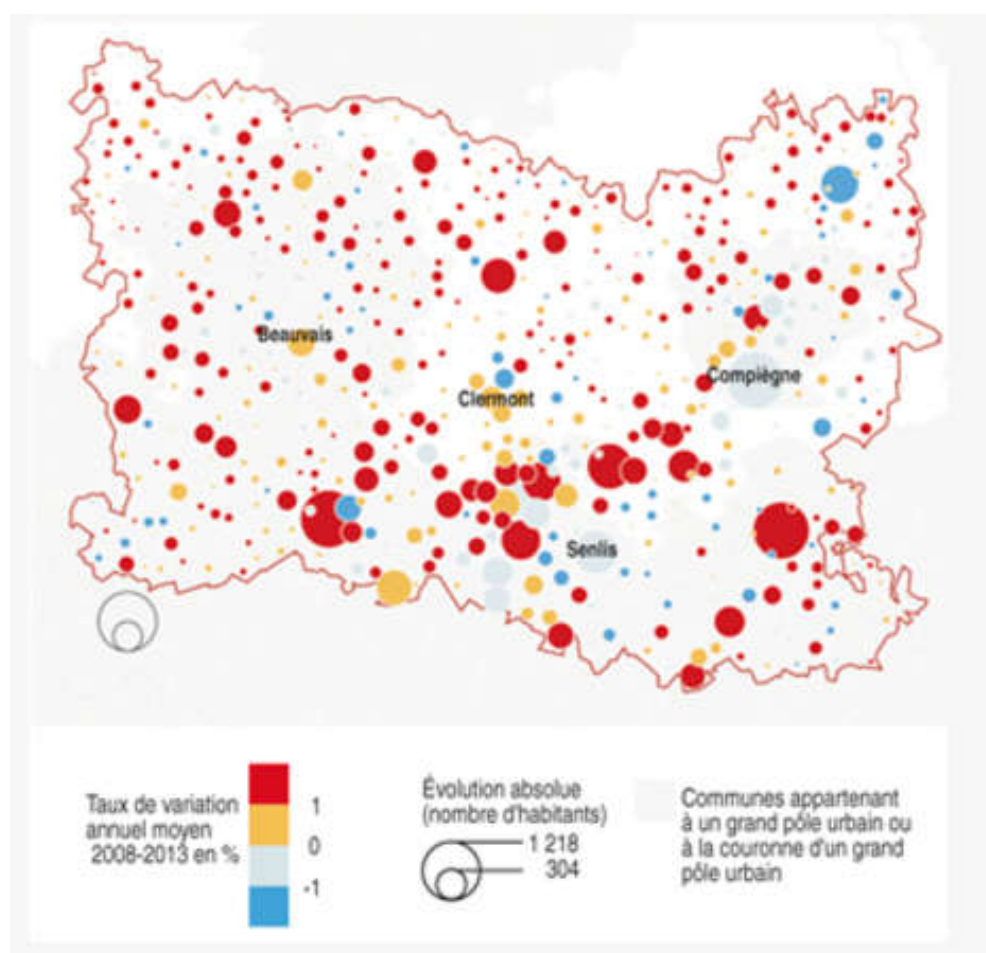 Beauvais
Compiègne
Clermont
Senlis
Taux de variation
annuel moyen
2008-2013 en %
1
0
-1
Évolution absolue
(nombre d'habitants)
1 218
304
Communes appartenant
à un grand pôle urbain ou
à la couronne d'un grand
pôle urbain